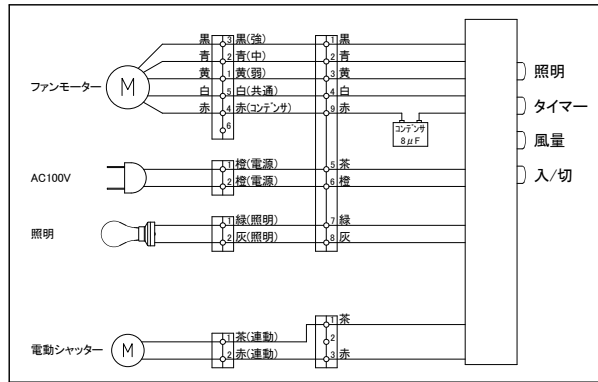 黒 3 黒(強) 1 黒
青 2 青(中) 2 青
黄 1 黄(弱) 3 黄
白 5 白(共通) 4 白
赤 4 赤(コンデンサ) 9 赤
6
ファンモーター M
コンデンサ
8μF
照明
タイマー
風量
入/切
AC100V
1 橙(電源) 5 茶
2 橙(電源) 6 橙
照明
1 緑(照明) 7 緑
2 灰(照明) 8 灰
電動シャッター M
1 茶(連動) 1 茶
2
2 赤(連動) 3 赤